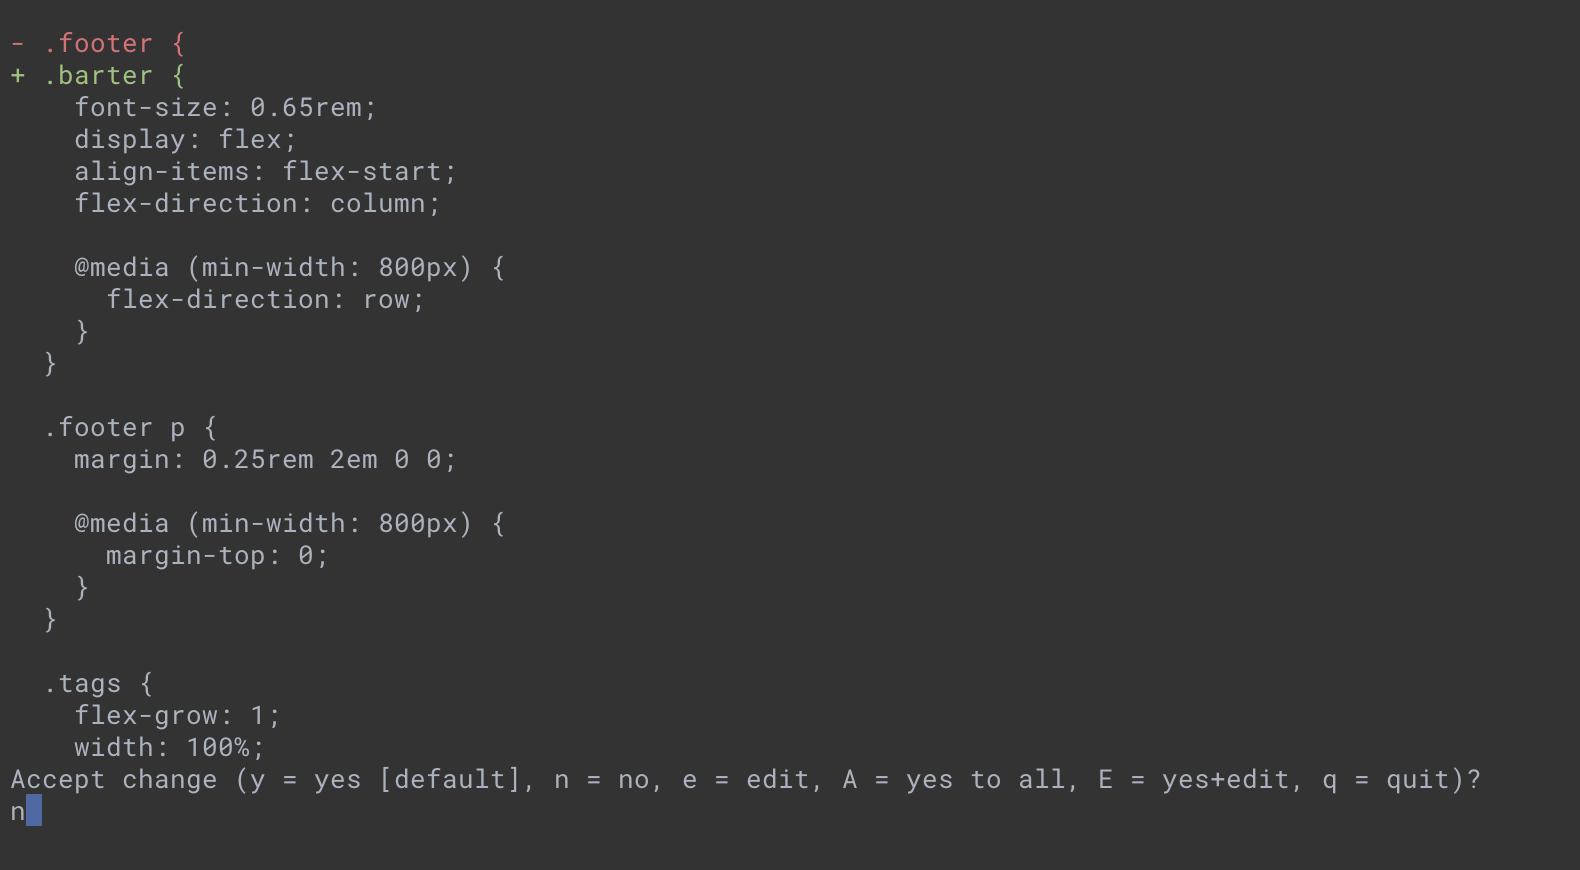 - .footer {
+ .barter {
    font-size: 0.65rem;
    display: flex;
    align-items: flex-start;
    flex-direction: column;

    @media (min-width: 800px) {
      flex-direction: row;
    }
  }

  .footer p {
    margin: 0.25rem 2em 0 0;

    @media (min-width: 800px) {
      margin-top: 0;
    }
  }

  .tags {
    flex-grow: 1;
    width: 100%;
Accept change (y = yes [default], n = no, e = edit, A = yes to all, E = yes+edit, q = quit)?
n